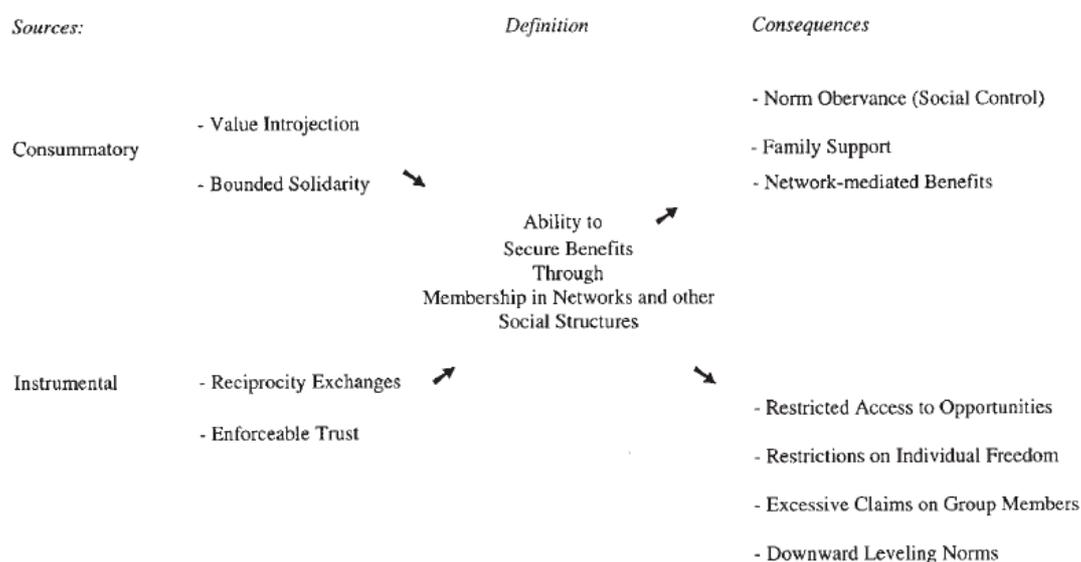 Sources:
Definition
Consequences
Consummatory
- Value Introjection
- Bounded Solidarity
Instrumental
- Reciprocity Exchanges
- Enforceable Trust
Ability to
Secure Benefits
Through
Membership in Networks and other
Social Structures
- Norm Obervance (Social Control)
- Family Support
- Network-mediated Benefits
- Restricted Access to Opportunities
- Restrictions on Individual Freedom
- Excessive Claims on Group Members
- Downward Leveling Norms